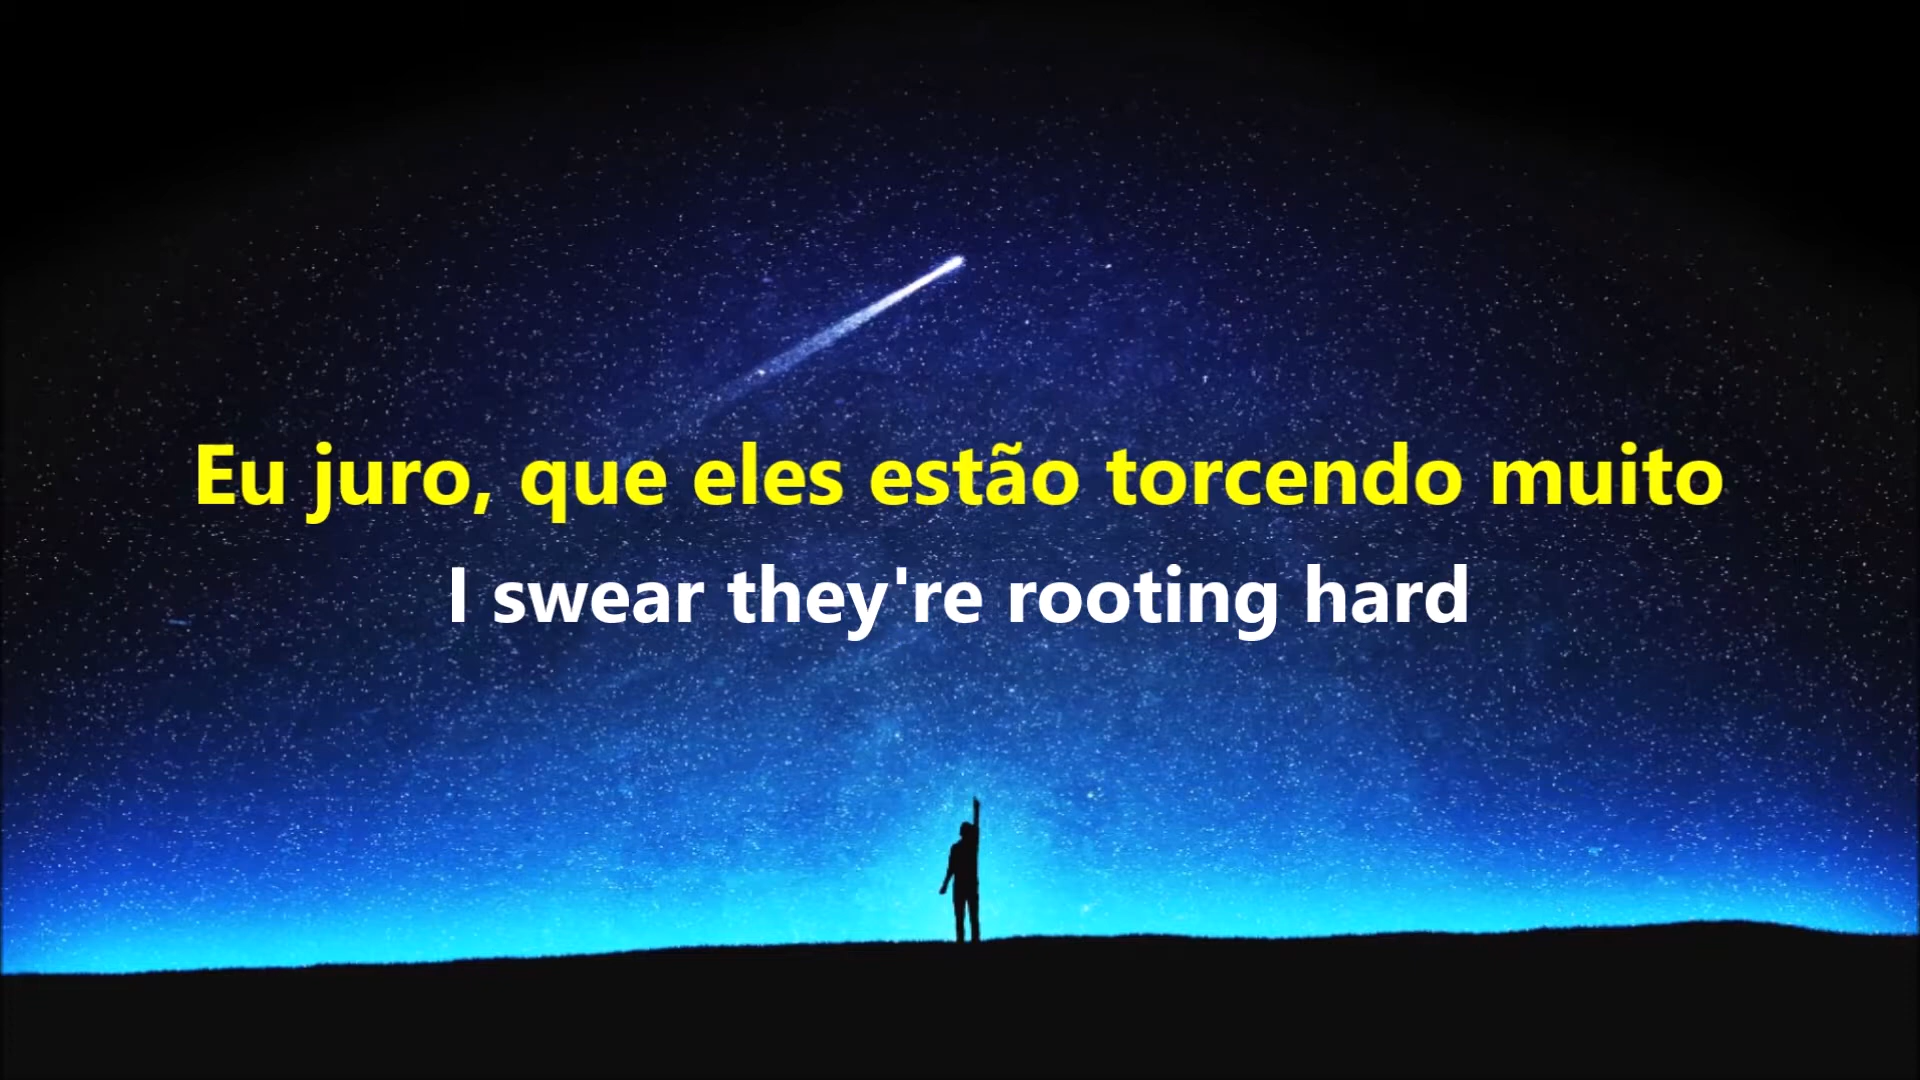 Eu juro, que eles estão torcendo muito
I swear they're rooting hard